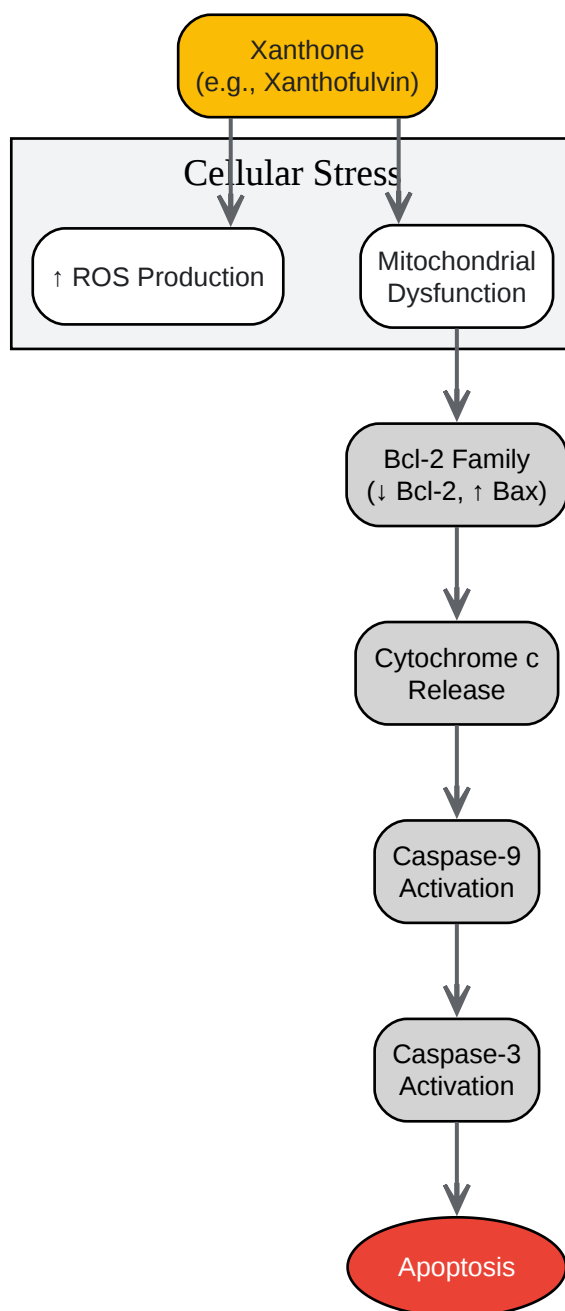 Xanthone
(e.g., Xanthofulvin)
Cellular Stress
↑ ROS Production
Mitochondrial
Dysfunction
Bcl-2 Family
(↓ Bcl-2, ↑ Bax)
Cytochrome c
Release
Caspase-9
Activation
Caspase-3
Activation
Apoptosis